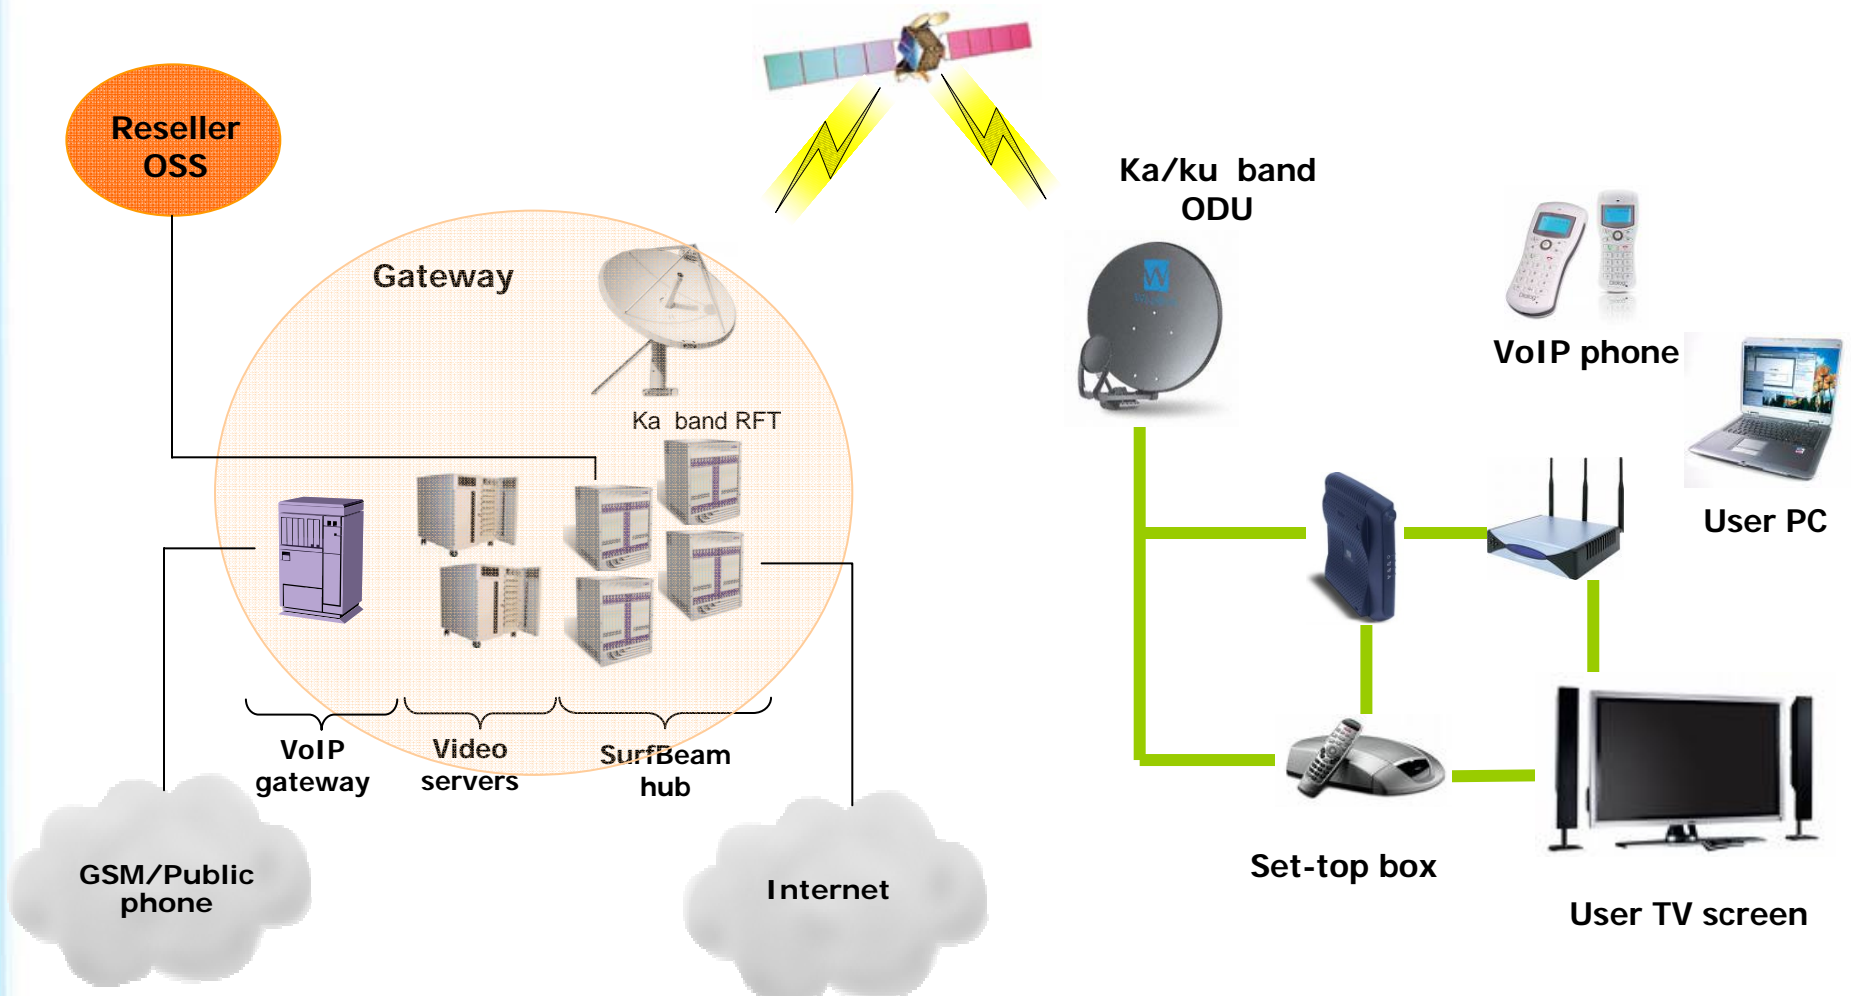 Reseller
OSS
Gateway
Ka band RFT
VoIP
gateway
Video
servers
SurfBeam
hub
GSM/Public
phone
Internet
Ka/ku band
ODU
VoIP phone
User PC
Set-top box
User TV screen